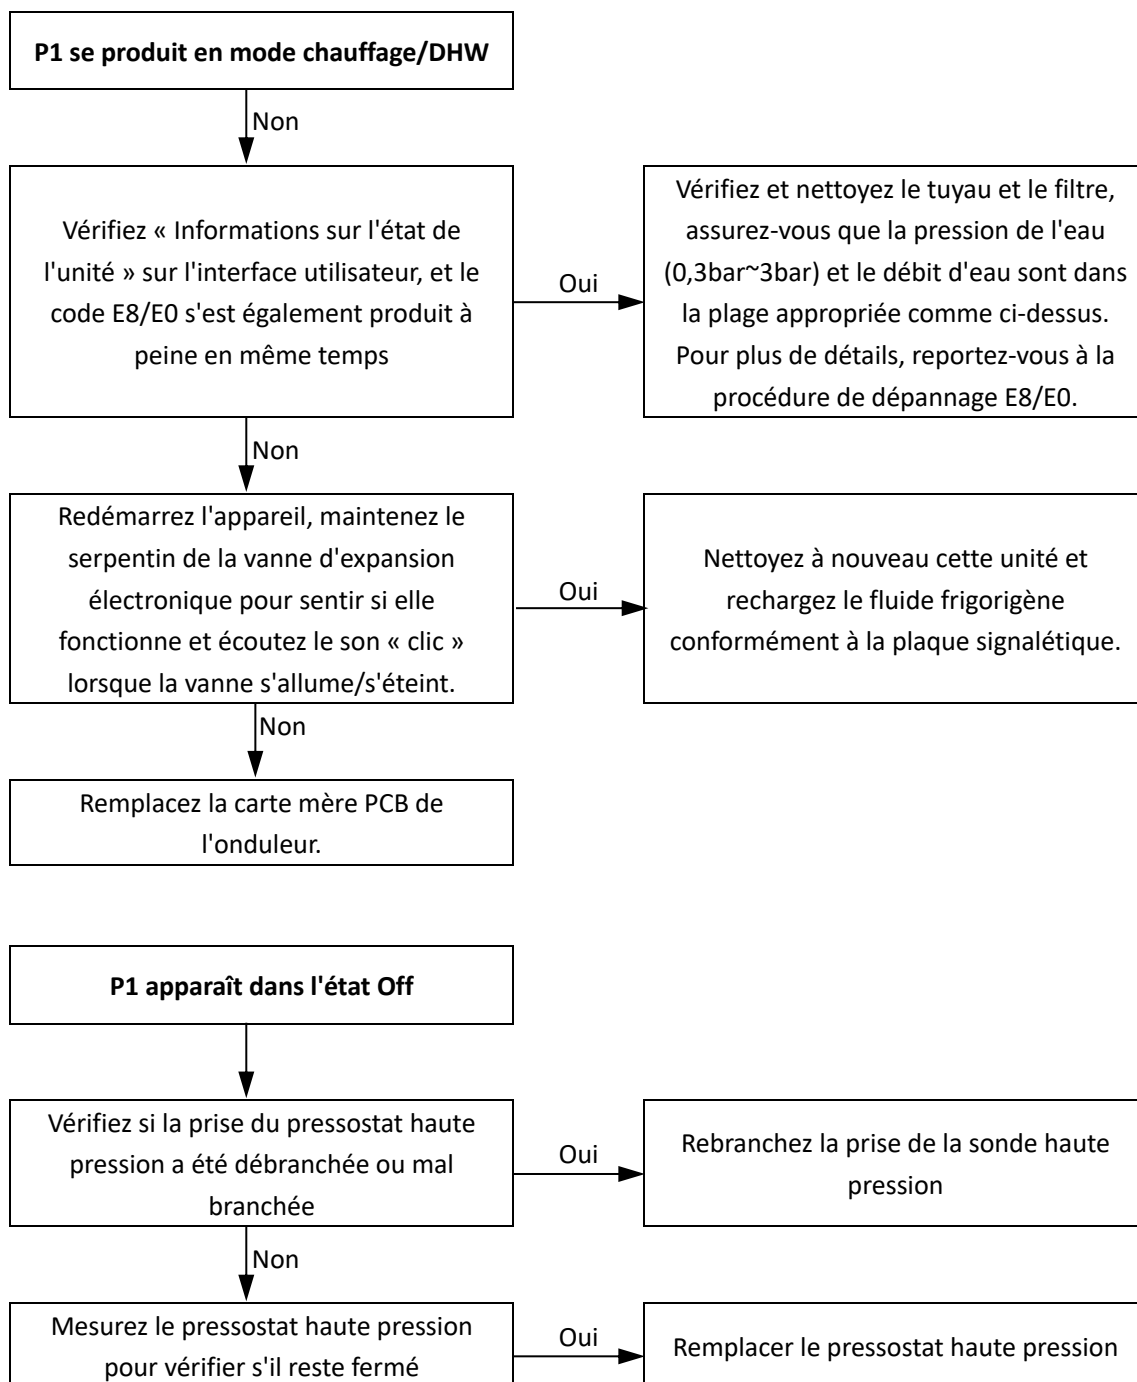 P1 se produit en mode chauffage/DHW
Non
Vérifiez « Informations sur l'état de
l'unité » sur l'interface utilisateur, et le
code E8/E0 s'est également produit à
peine en même temps
Oui
Vérifiez et nettoyez le tuyau et le filtre,
assurez-vous que la pression de l'eau
(0,3bar~3bar) et le débit d'eau sont dans
la plage appropriée comme ci-dessus.
Pour plus de détails, reportez-vous à la
procédure de dépannage E8/E0.
Non
Redémarrez l'appareil, maintenez le
serpentin de la vanne d'expansion
électronique pour sentir si elle
fonctionne et écoutez le son « clic »
lorsque la vanne s'allume/s'éteint.
Oui
Nettoyez à nouveau cette unité et
rechargez le fluide frigorigène
conformément à la plaque signalétique.
Non
Remplacez la carte mère PCB de
l'onduleur.
P1 apparaît dans l'état Off
Vérifiez si la prise du pressostat haute
pression a été débranchée ou mal
branchée
Oui
Rebranchez la prise de la sonde haute
pression
Non
Mesurez le pressostat haute pression
pour vérifier s'il reste fermé
Oui
Remplacer le pressostat haute pression